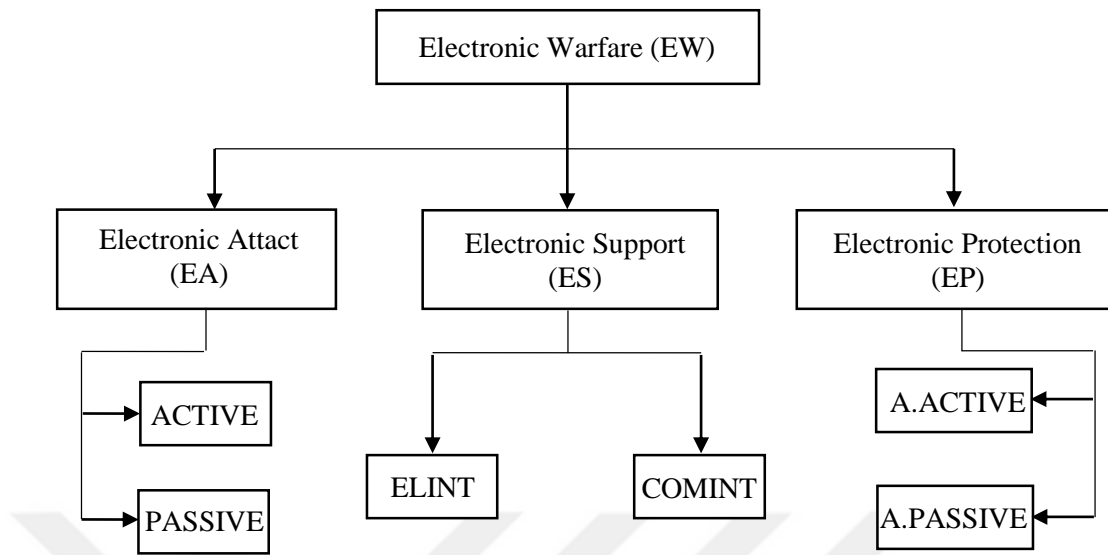 Electronic Warfare (EW)
Electronic Attact
(EA)
Electronic Support
(ES)
Electronic Protection
(EP)
ACTIVE
A.ACTIVE
ELINT
COMINT
PASSIVE
A.PASSIVE